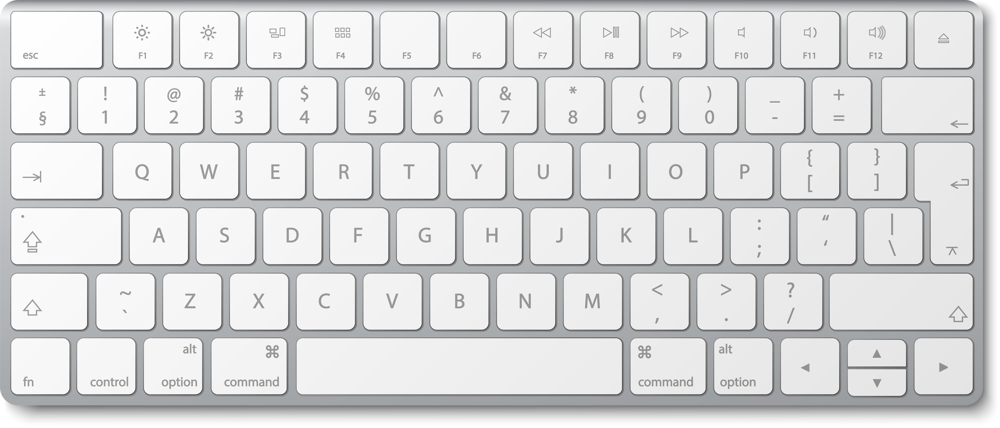 esc F1 F2 F3 F4 F5 F6 F7 F8 F9 F10 F11 F12
± ! @ # $ % ^ & * ( ) _ +
§ 1 2 3 4 5 6 7 8 9 0 - =
Q W E R T Y U I O P { }
[ ]
A S D F G H J K L : “ |
; ‘ \
~ Z X C V B N M < > ?
` , . /
alt ⌘ ⌘ alt
fn control option command command option